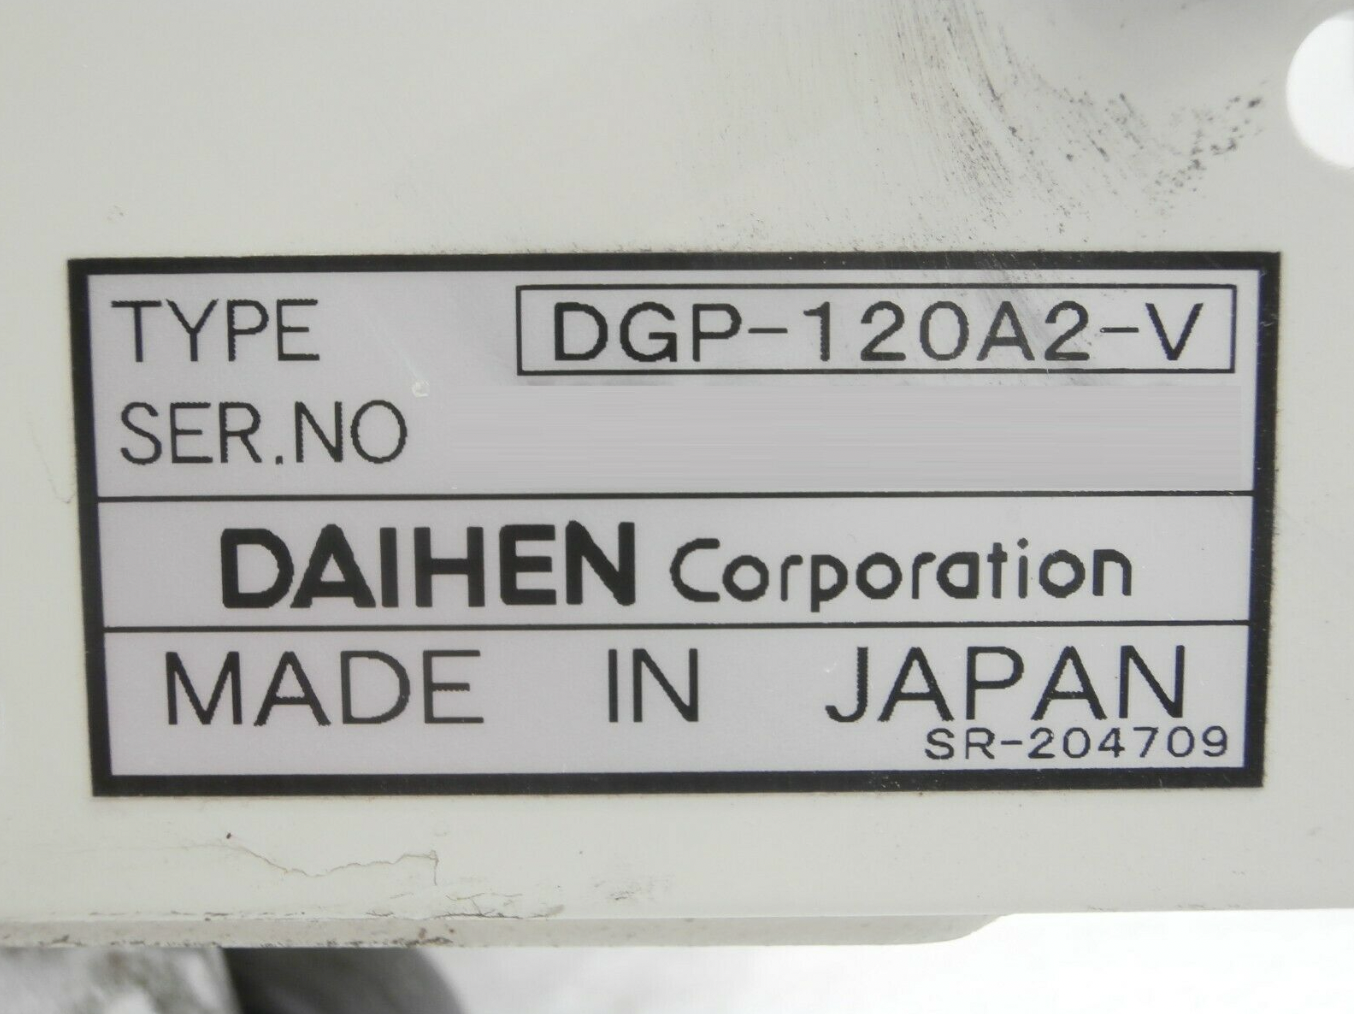 TYPE DGP-120A2-V
SER.NO
DAIHEN Corporation
MADE IN JAPAN
SR-204709